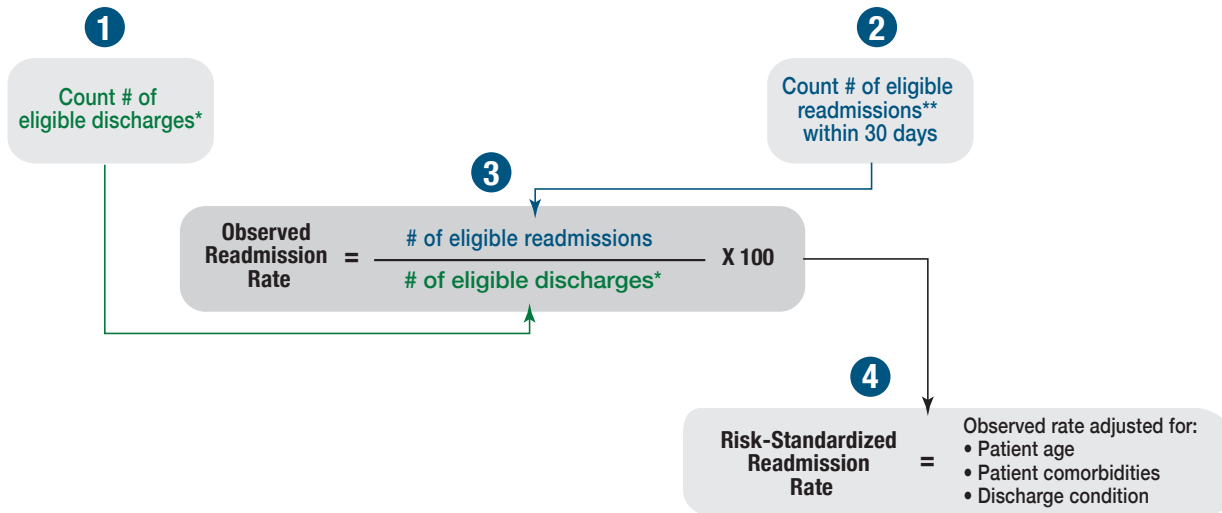 1
Count # of
eligible discharges*
2
Count # of eligible
readmissions**
within 30 days
3
Observed
Readmission
Rate
=
# of eligible readmissions
# of eligible discharges*
X 100
4
Risk-Standardized
Readmission
Rate
=
Observed rate adjusted for:
• Patient age
• Patient comorbidities
• Discharge condition